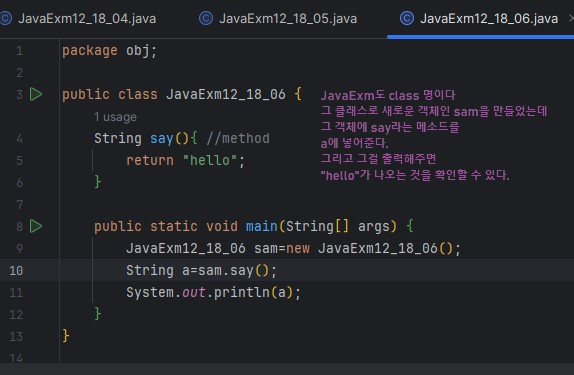 JavaExm12_18_04.java JavaExm12_18_05.java JavaExm12_18_06.java
1 package obj;
2
3 public class JavaExm12_18_06 {
1 usage
4 String say(){ //method
5 return "hello";
6 }
7
8 public static void main(String[] args) {
9 JavaExm12_18_06 sam=new JavaExm12_18_06();
10 String a=sam.say();
11 System.out.println(a);
12 }
13 }
14
JavaExm도 class 명이다
그 클래스로 새로운 객체인 sam을 만들었는데
그 객체에 say라는 메소드를
a에 넣어준다.
그리고 그걸 출력해주면
"hello"가 나오는 것을 확인할 수 있다.